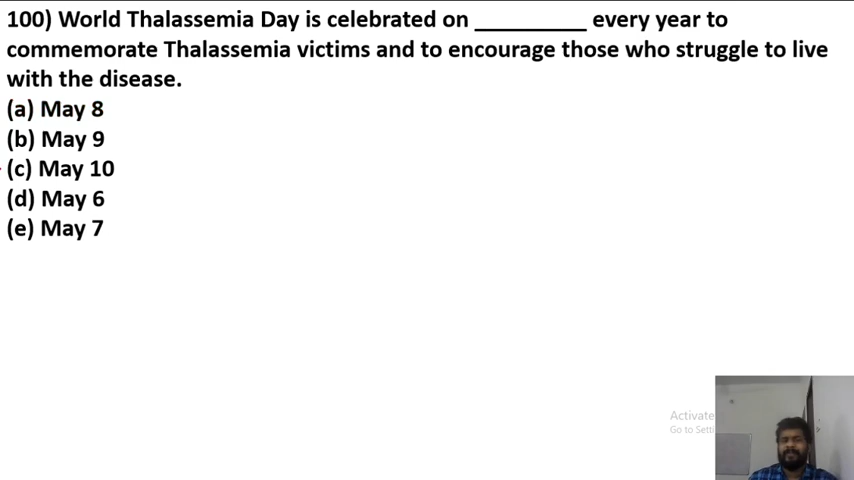 100) World Thalassemia Day is celebrated on __________ every year to
commemorate Thalassemia victims and to encourage those who struggle to live
with the disease.
(a) May 8
(b) May 9
(c) May 10
(d) May 6
(e) May 7
Activate
Go to Setti